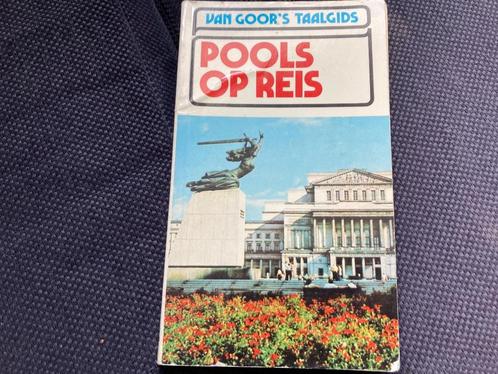 VAN GOOR'S TAALGIDS
POOLS
OP REIS